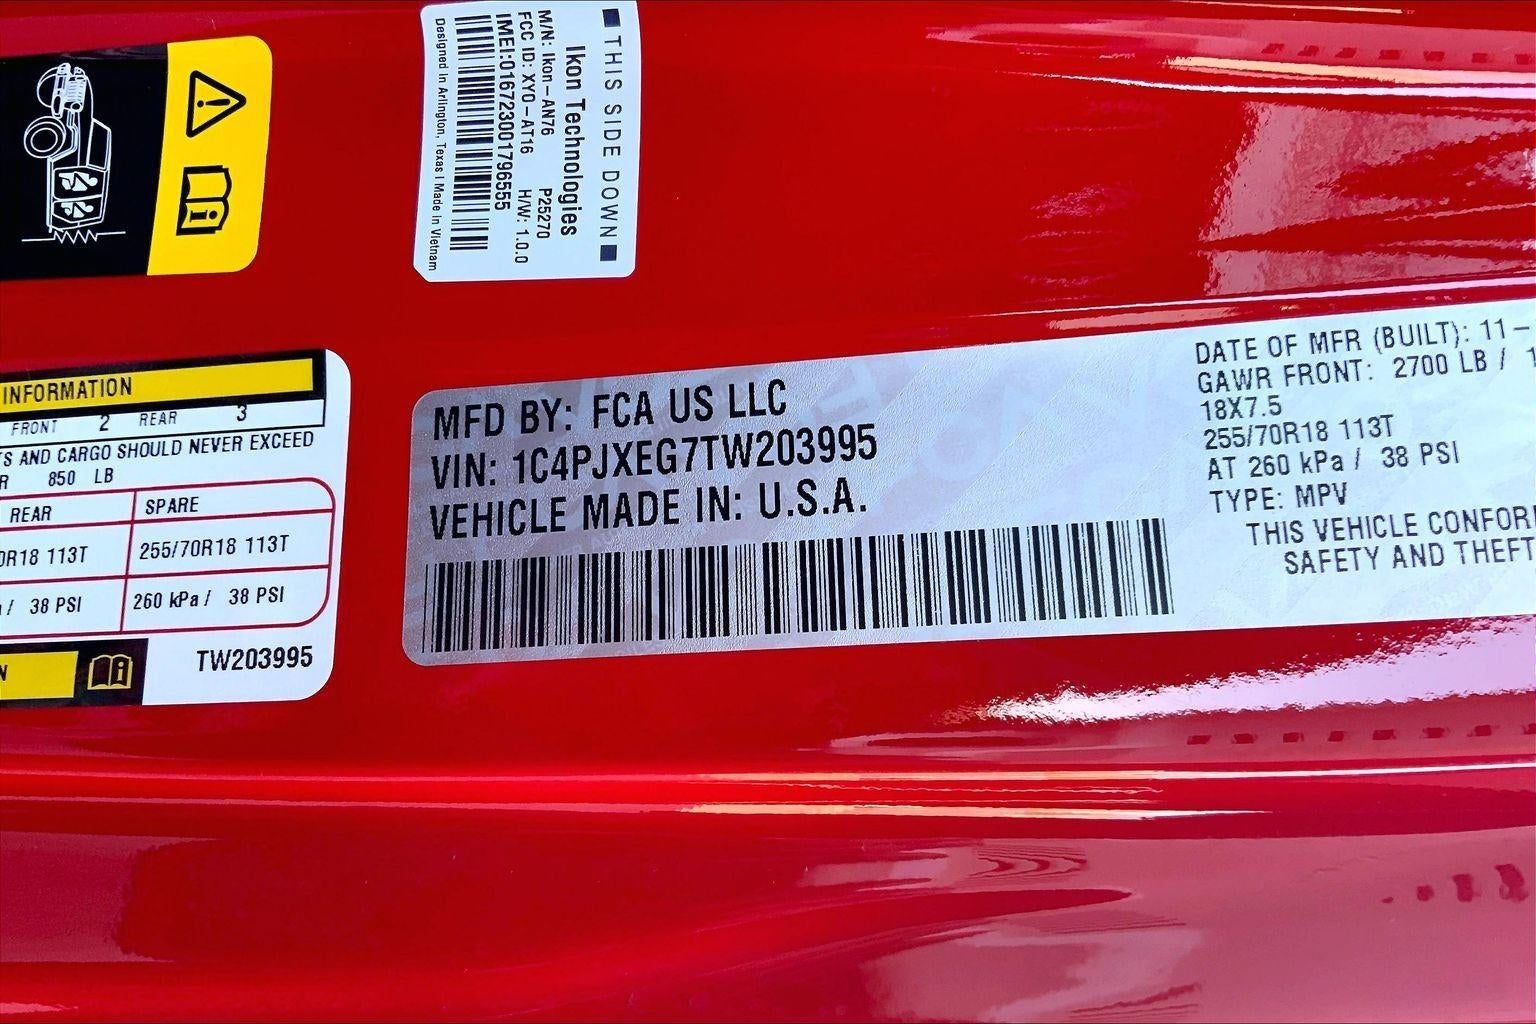 THIS SIDE DOWN
Ikon Technologies
M/N: Ikon-AN76 P25270
FCC ID: XYO-AT16 H/W: 1.0.0
IMEI:016723001796555
Designed in Arlington, Texas | Made in Vietnam
INFORMATION
FRONT 2 REAR 3
AND CARGO SHOULD NEVER EXCEED
850 LB
REAR SPARE
R18 113T 255/70R18 113T
/ 38 PSI 260 kPa / 38 PSI
TW203995
MFD BY: FCA US LLC
VIN: 1C4PJXEG7TW203995
VEHICLE MADE IN: U.S.A.
DATE OF MFR (BUILT): 11-
GAWR FRONT: 2700 LB / 1
18X7.5
255/70R18 113T
AT 260 kPa / 38 PSI
TYPE: MPV
THIS VEHICLE CONFOR
SAFETY AND THEFT